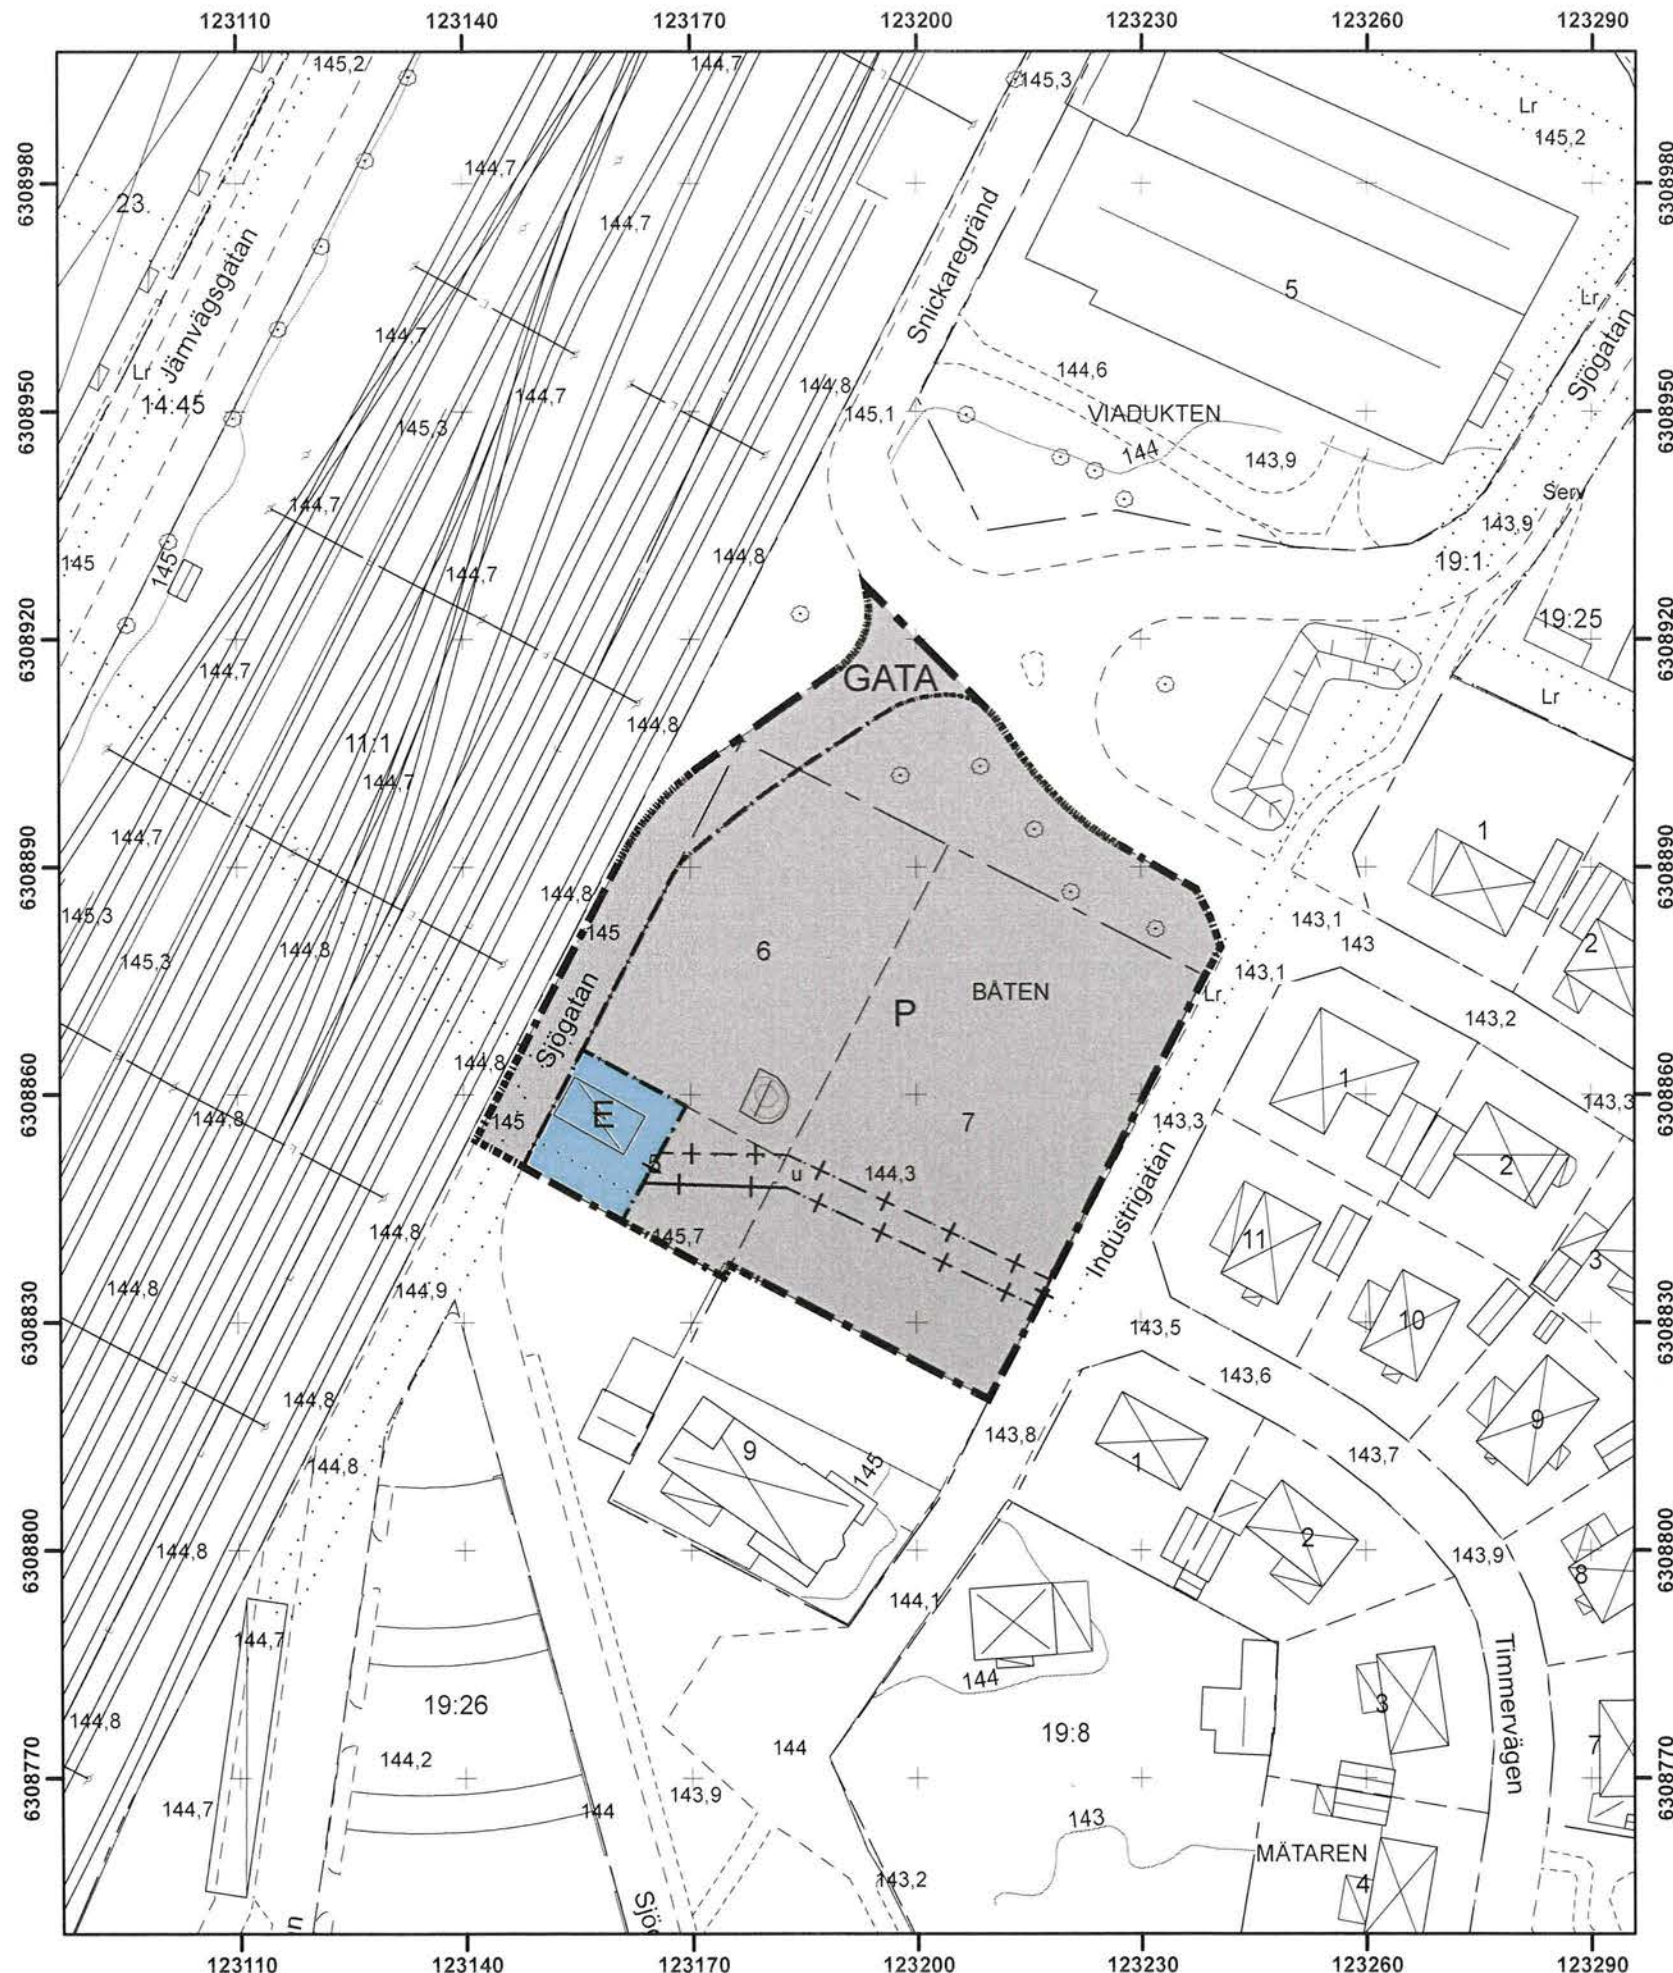 123110 123140 123170 123200 123230 123260 123290
145,2 144,7 145,3 Lr
145,2
6308980 144,7 6308980
23 144,7
Snickaregränd
Järnvägsgatan
5 Lr
144,7
Sjögatan
Lr 144,6
14:45 144,7 144,8
6308950 145,3 145,1 VIADUKTEN 6308950
144 143,9
144,7 Serv
143,9
145 145 144,7 144,8 19:1
6308920 19:25 6308920
144,7 GATA
Lr
144,8
11:1
144,7
144,7 1
6308890 144,8 6308890
145,3 143,1
145 143 2
144,8 6
145,3 143,1
BÅTEN Lr
P 143,2
Sjögatan
144,8 1
6308860 143,3 6308860
144,8 145 E 7 143,3
2
u 144,3
Industrigatan
144,8 145,7 11 3
144,8 144,9
6308830 143,5 10 6308830
143,6
144,8 9
143,8
9 145 143,7
144,8 1
2
6308800 144,8 143,9 6308800
8
144,1
144,7
144
Timmervägen
3
19:26
144,8 19:8
144 7
144,2
6308770 143,9 6308770
144,7 144 143
MÄTAREN
143,2 4
n Sjög
123110 123140 123170 123200 123230 123260 123290